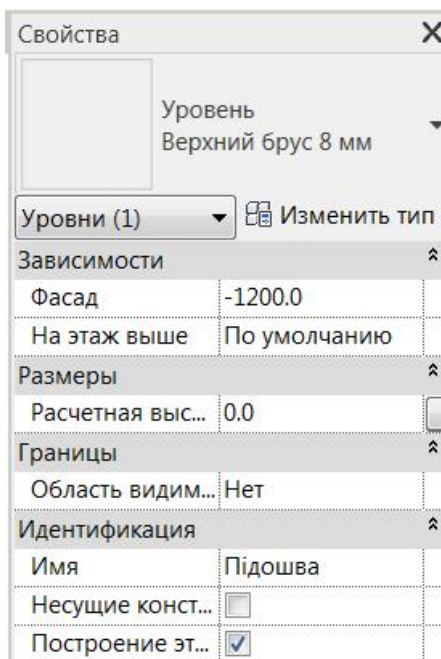 Свойства
Уровень
Верхний брус 8 мм
Уровни (1) Изменить тип
Зависимости
Фасад -1200.0
На этаж выше По умолчанию
Размеры
Расчетная выс... 0.0
Границы
Область видим... Нет
Идентификация
Имя Підошва
Несущие конст...
Построение эт...